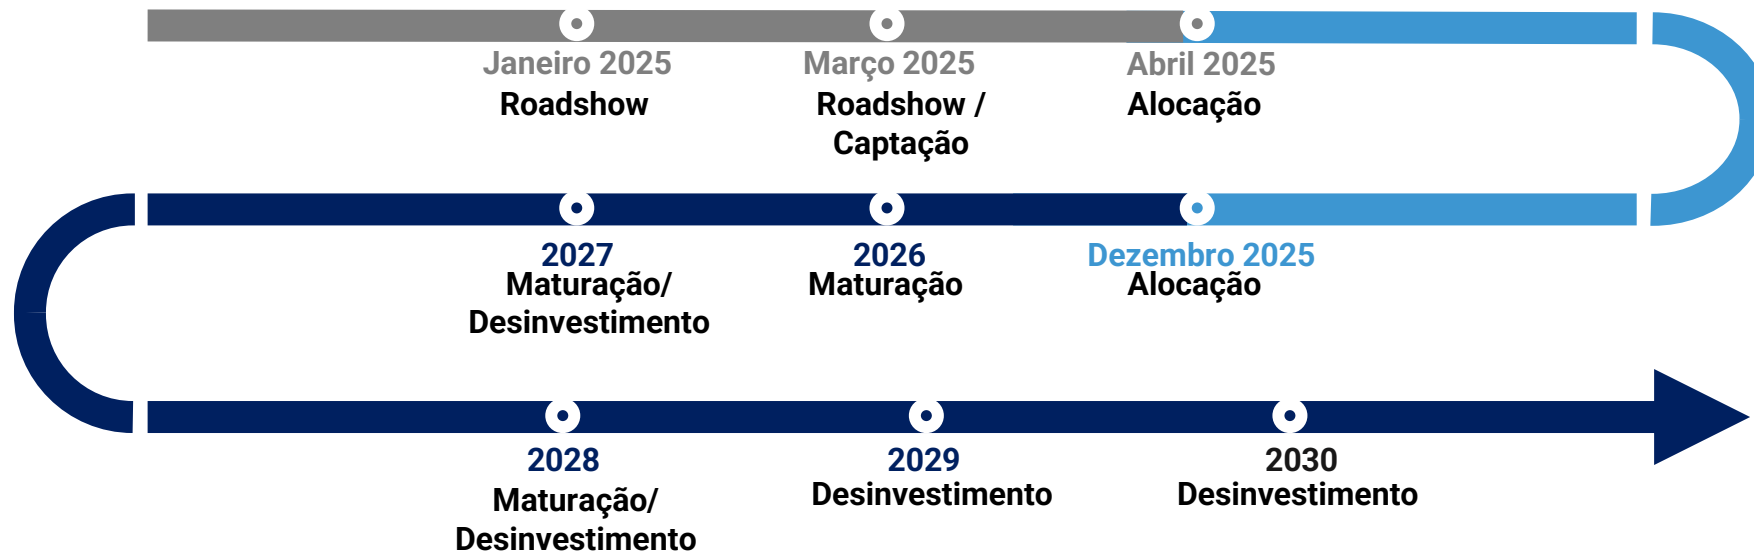 Janeiro 2025
Roadshow
Março 2025
Roadshow /
Captação
Abril 2025
Alocação
2027
Maturação/
Desinvestimento
2026
Maturação
Dezembro 2025
Alocação
2028
Maturação/
Desinvestimento
2029
Desinvestimento
2030
Desinvestimento